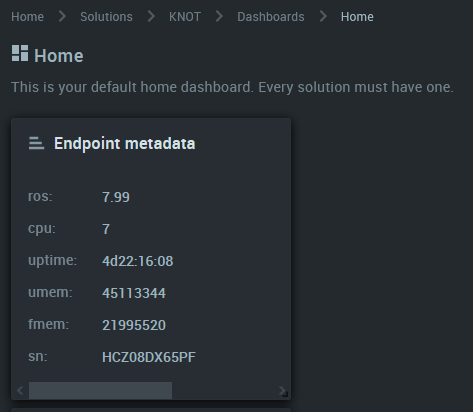 Home > Solutions > KNOT > Dashboards > Home
Home
This is your default home dashboard. Every solution must have one.
Endpoint metadata
ros: 7.99
cpu: 7
uptime: 4d22:16:08
umem: 45113344
fmem: 21995520
sn: HCZ08DX65PF